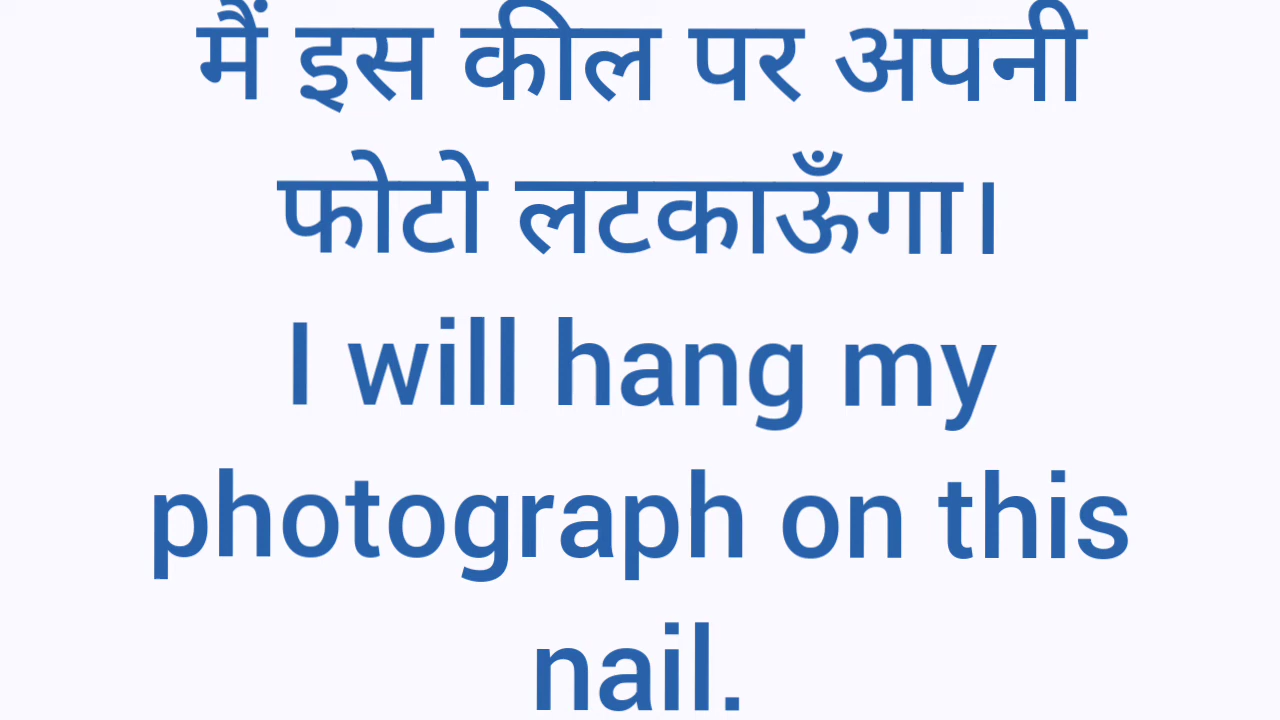 मैं इस कील पर अपनी
फोटो लटकाऊँगा।
I will hang my
photograph on this
nail.